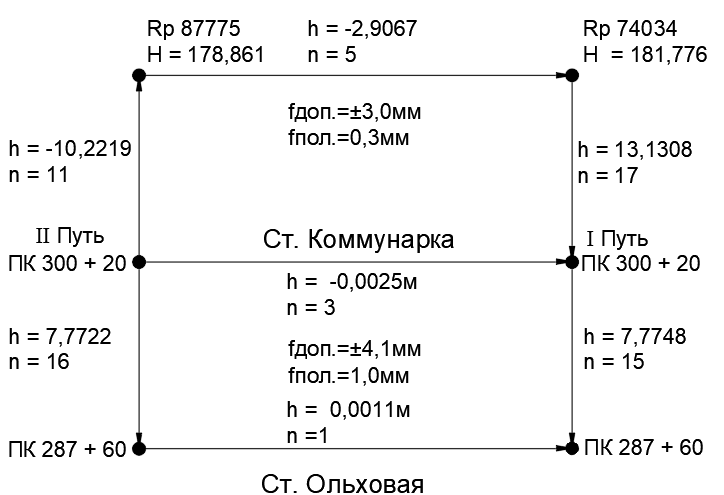 Rp 87775
H = 178,861
h = -2,9067
n = 5
Rp 74034
H = 181,776
fдоп.=±3,0мм
fпол.=0,3мм
h = -10,2219
n = 11
h = 13,1308
n = 17
II Путь
ПК 300 + 20
Ст. Коммунарка
I Путь
ПК 300 + 20
h = -0,0025м
n = 3
h = 7,7722
n = 16
fдоп.=±4,1мм
fпол.=1,0мм
h = 7,7748
n = 15
h = 0,0011м
n =1
ПК 287 + 60
ПК 287 + 60
Ст. Ольховая